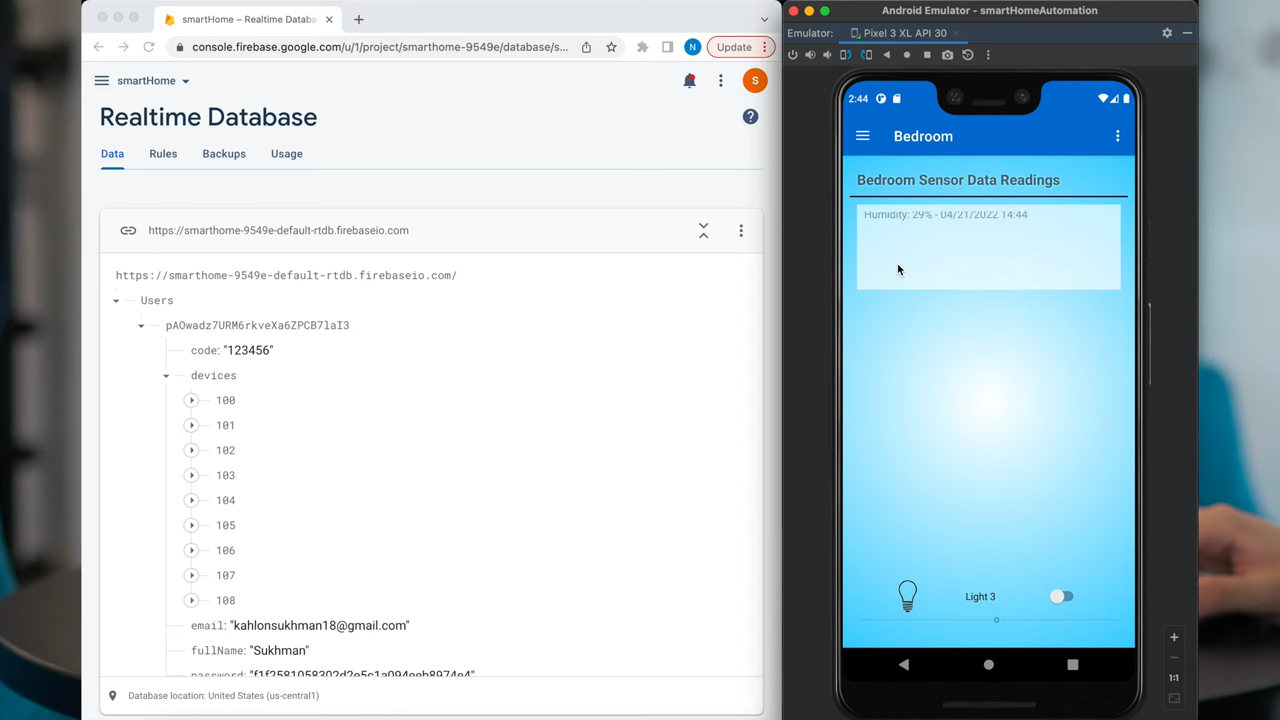 smartHome – Realtime Databa
console.firebase.google.com/u/1/project/smarthome-9549e/database/s...
N
Update
smartHome
S
Realtime Database
Data
Rules
Backups
Usage
https://smarthome-9549e-default-rtdb.firebaseio.com
https://smarthome-9549e-default-rtdb.firebaseio.com/
Users
pAOwadz7URM6rkveXa6ZPCB7laI3
code: "123456"
devices
100
101
102
103
104
105
106
107
108
email: "kahlonsukhman18@gmail.com"
fullName: "Sukhman"
Database location: United States (us-central1)
Android Emulator - smartHomeAutomation
Emulator:
Pixel 3 XL API 30
2:44
Bedroom
Bedroom Sensor Data Readings
Humidity: 29% - 04/21/2022 14:44
Light 3
1:1